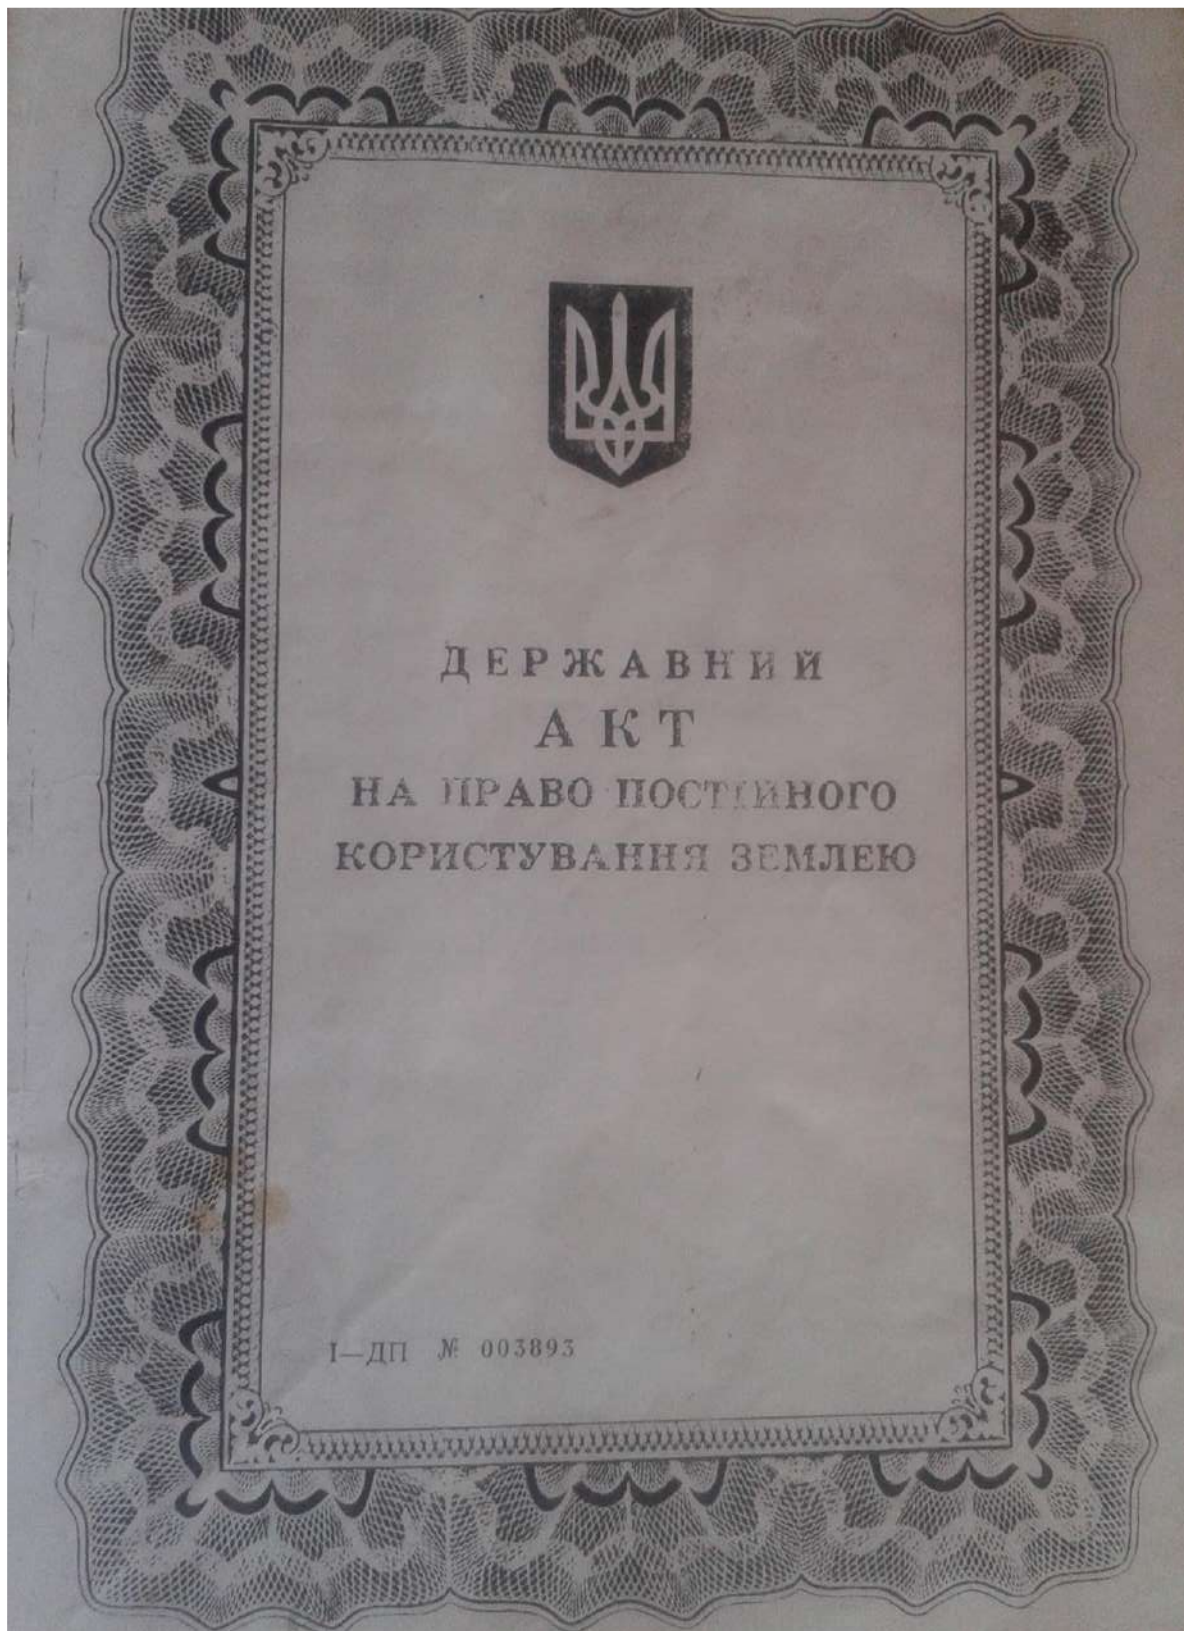 ДЕРЖАВНИЙ
АКТ
НА ПРАВО ПОСТІЙНОГО
КОРИСТУВАННЯ ЗЕМЛЕЮ
І—ДП № 003893